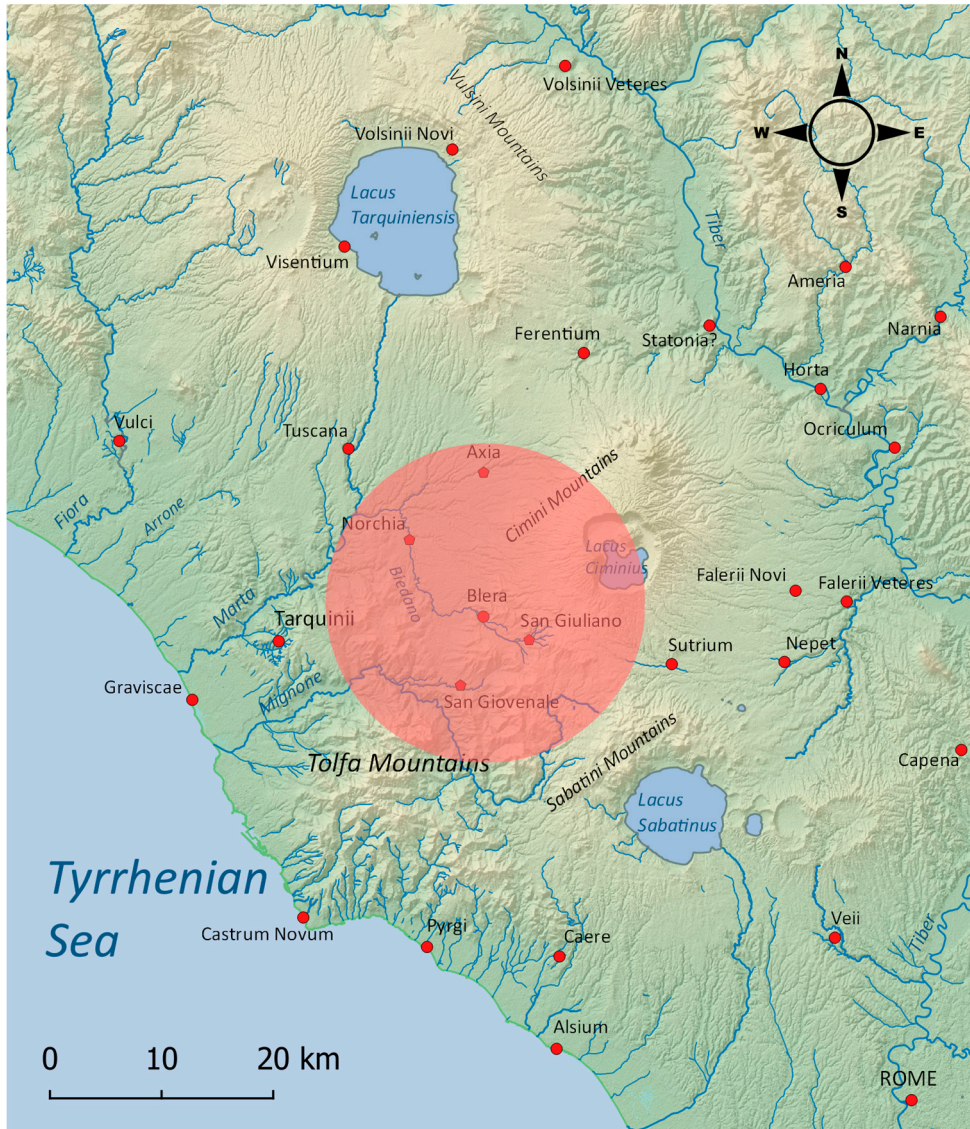 N
Volsinii Veteres
Vulsini Mountains
W
E
Volsinii Novi
S
Lacus
Tarquiniensis
Tiber
Visentium
Ameria
Narnia
Ferentium
Statonia?
Horta
Vulci
Tuscana
Ocriculum
Axia
Cimini Mountains
Fiora
Arrone
Norchia
Lacus
Ciminius
Biedano
Falerii Novi
Falerii Veteres
Marta
Blera
Tarquinii
San Giuliano
Sutrium
Nepet
Graviscae
Mignone
San Giovenale
Tolfa Mountains
Sabatini Mountains
Capena
Lacus
Sabatinus
Tyrrhenian
Sea
Castrum Novum
Pyrgi
Caere
Veii
Tiber
Alsium
0 10 20 km
ROME